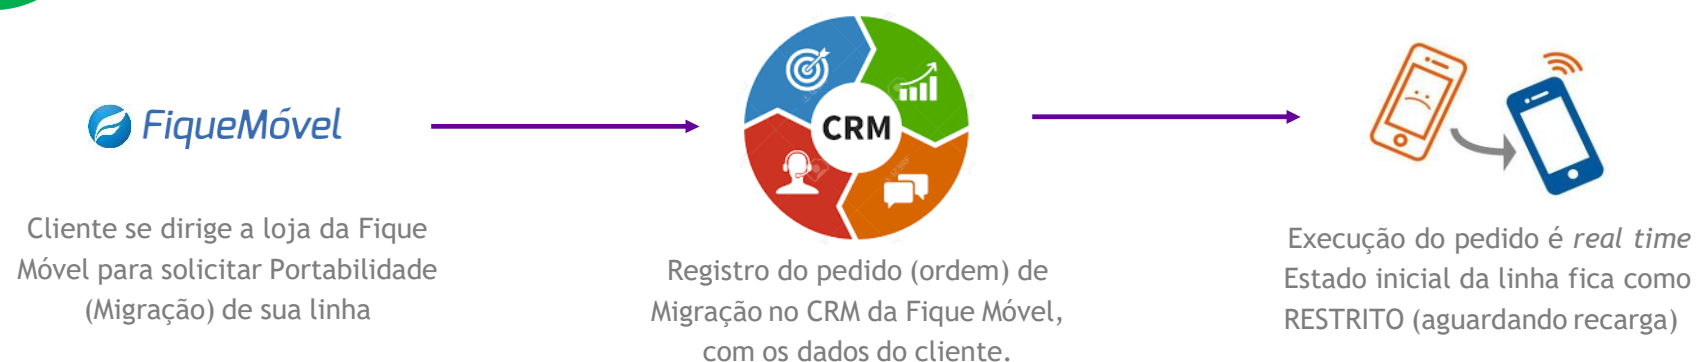 FiqueMóvel
Cliente se dirige a loja da Fique
Móvel para solicitar Portabilidade
(Migração) de sua linha
CRM
Registro do pedido (ordem) de
Migração no CRM da Fique Móvel,
com os dados do cliente.
Execução do pedido é real time
Estado inicial da linha fica como
RESTRITO (aguardando recarga)